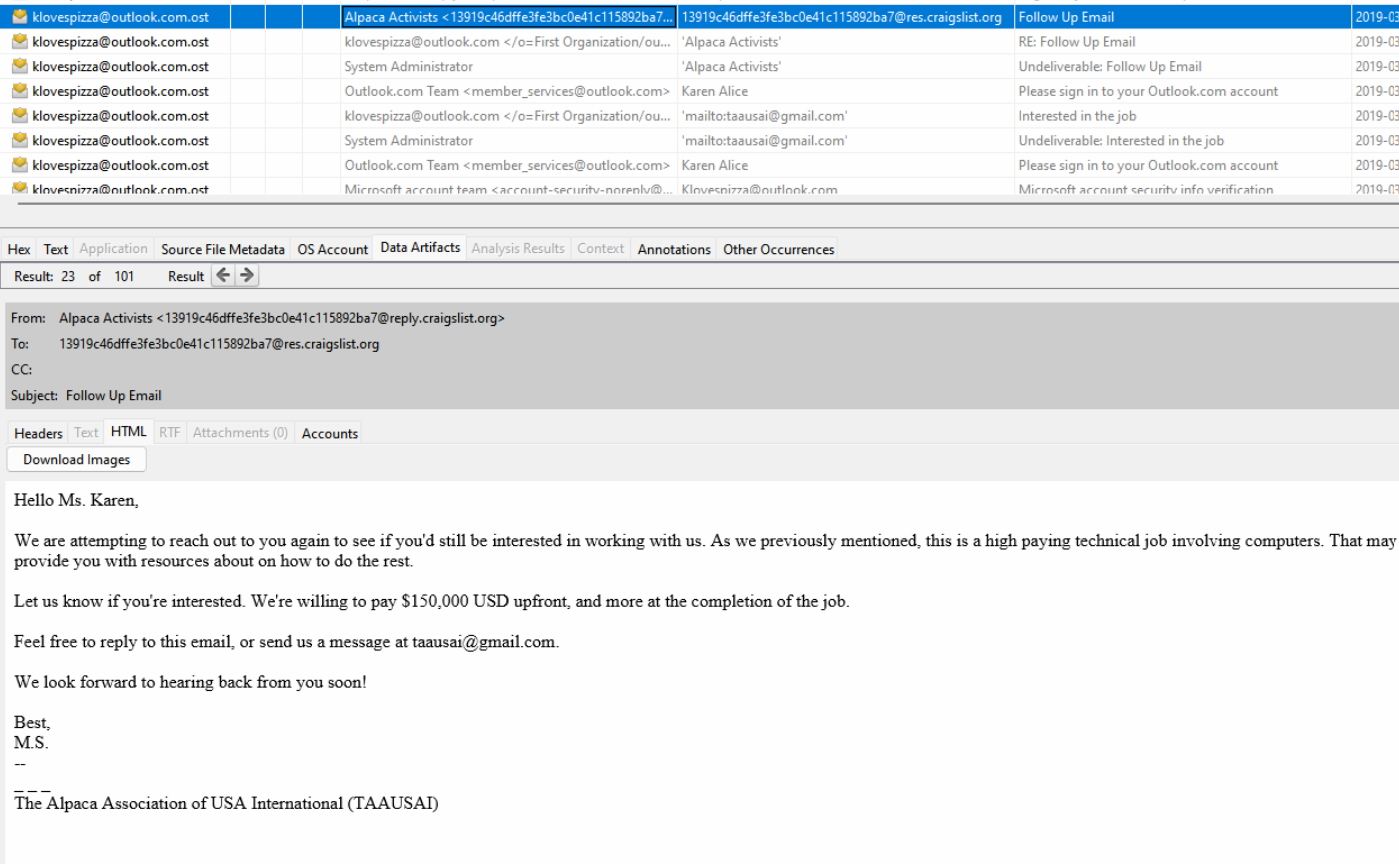 klovespizza@outlook.com.ost Alpaca Activists <13919c46dffe3fe3bc0e41c115892ba7... 13919c46dffe3fe3bc0e41c115892ba7@res.craigslist.org Follow Up Email 2019-03
klovespizza@outlook.com.ost klovespizza@outlook.com </o=First Organization/ou... 'Alpaca Activists' RE: Follow Up Email 2019-03
klovespizza@outlook.com.ost System Administrator 'Alpaca Activists' Undeliverable: Follow Up Email 2019-03
klovespizza@outlook.com.ost Outlook.com Team <member_services@outlook.com> Karen Alice Please sign in to your Outlook.com account 2019-03
klovespizza@outlook.com.ost klovespizza@outlook.com </o=First Organization/ou... 'mailto:taausai@gmail.com' Interested in the job 2019-03
klovespizza@outlook.com.ost System Administrator 'mailto:taausai@gmail.com' Undeliverable: Interested in the job 2019-03
klovespizza@outlook.com.ost Outlook.com Team <member_services@outlook.com> Karen Alice Please sign in to your Outlook.com account 2019-03
klovespizza@outlook.com.ost Microsoft account team <account-security-noreply@... Klovespizza@outlook.com Microsoft account security info verification 2019-03
Hex Text Application Source File Metadata OS Account Data Artifacts Analysis Results Context Annotations Other Occurrences
Result: 23 of 101 Result
From: Alpaca Activists <13919c46dffe3fe3bc0e41c115892ba7@reply.craigslist.org>
To: 13919c46dffe3fe3bc0e41c115892ba7@res.craigslist.org
CC:
Subject: Follow Up Email
Headers Text HTML RTF Attachments (0) Accounts
Download Images
Hello Ms. Karen,
We are attempting to reach out to you again to see if you'd still be interested in working with us. As we previously mentioned, this is a high paying technical job involving computers. That may
provide you with resources about on how to do the rest.
Let us know if you're interested. We're willing to pay $150,000 USD upfront, and more at the completion of the job.
Feel free to reply to this email, or send us a message at taausai@gmail.com.
We look forward to hearing back from you soon!
Best,
M.S.
--
_ _ _
The Alpaca Association of USA International (TAAUSAI)